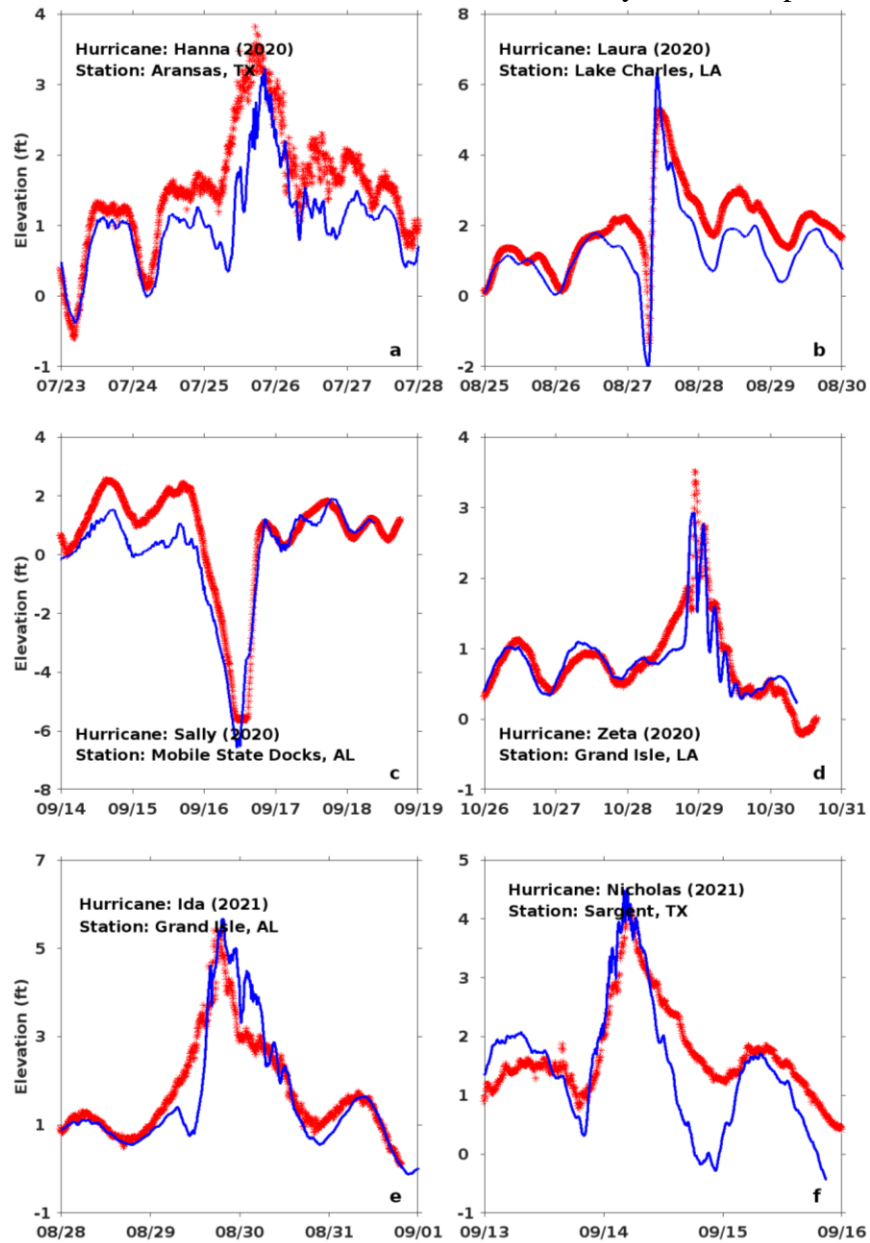 4
Hurricane: Hanna (2020)
Station: Aransas, TX
3
2
1
0
-1
Elevation (ft)
a
07/23 07/24 07/25 07/26 07/27 07/28
8
Hurricane: Laura (2020)
Station: Lake Charles, LA
6
4
2
0
-2
b
08/25 08/26 08/27 08/28 08/29 08/30
4
2
0
-2
-4
-6
-8
Elevation (ft)
Hurricane: Sally (2020)
Station: Mobile State Docks, AL
c
09/14 09/15 09/16 09/17 09/18 09/19
4
3
2
1
0
-1
Hurricane: Zeta (2020)
Station: Grand Isle, LA
d
10/26 10/27 10/28 10/29 10/30 10/31
7
Hurricane: Ida (2021)
Station: Grand Isle, AL
5
3
1
-1
Elevation (ft)
e
08/28 08/29 08/30 08/31 09/01
5
Hurricane: Nicholas (2021)
Station: Sargent, TX
4
3
2
1
0
-1
f
09/13 09/14 09/15 09/16